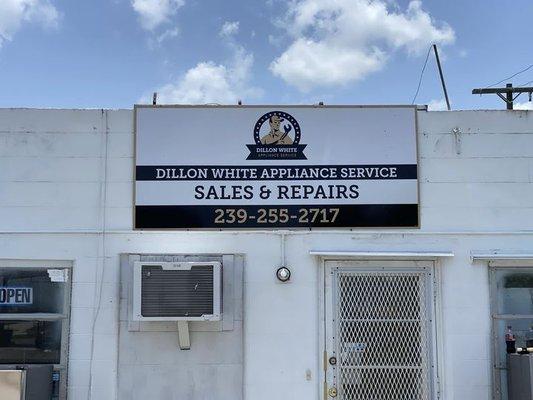 DILLON WHITE
APPLIANCE SERVICE
DILLON WHITE APPLIANCE SERVICE
SALES & REPAIRS
239-255-2717
OPEN